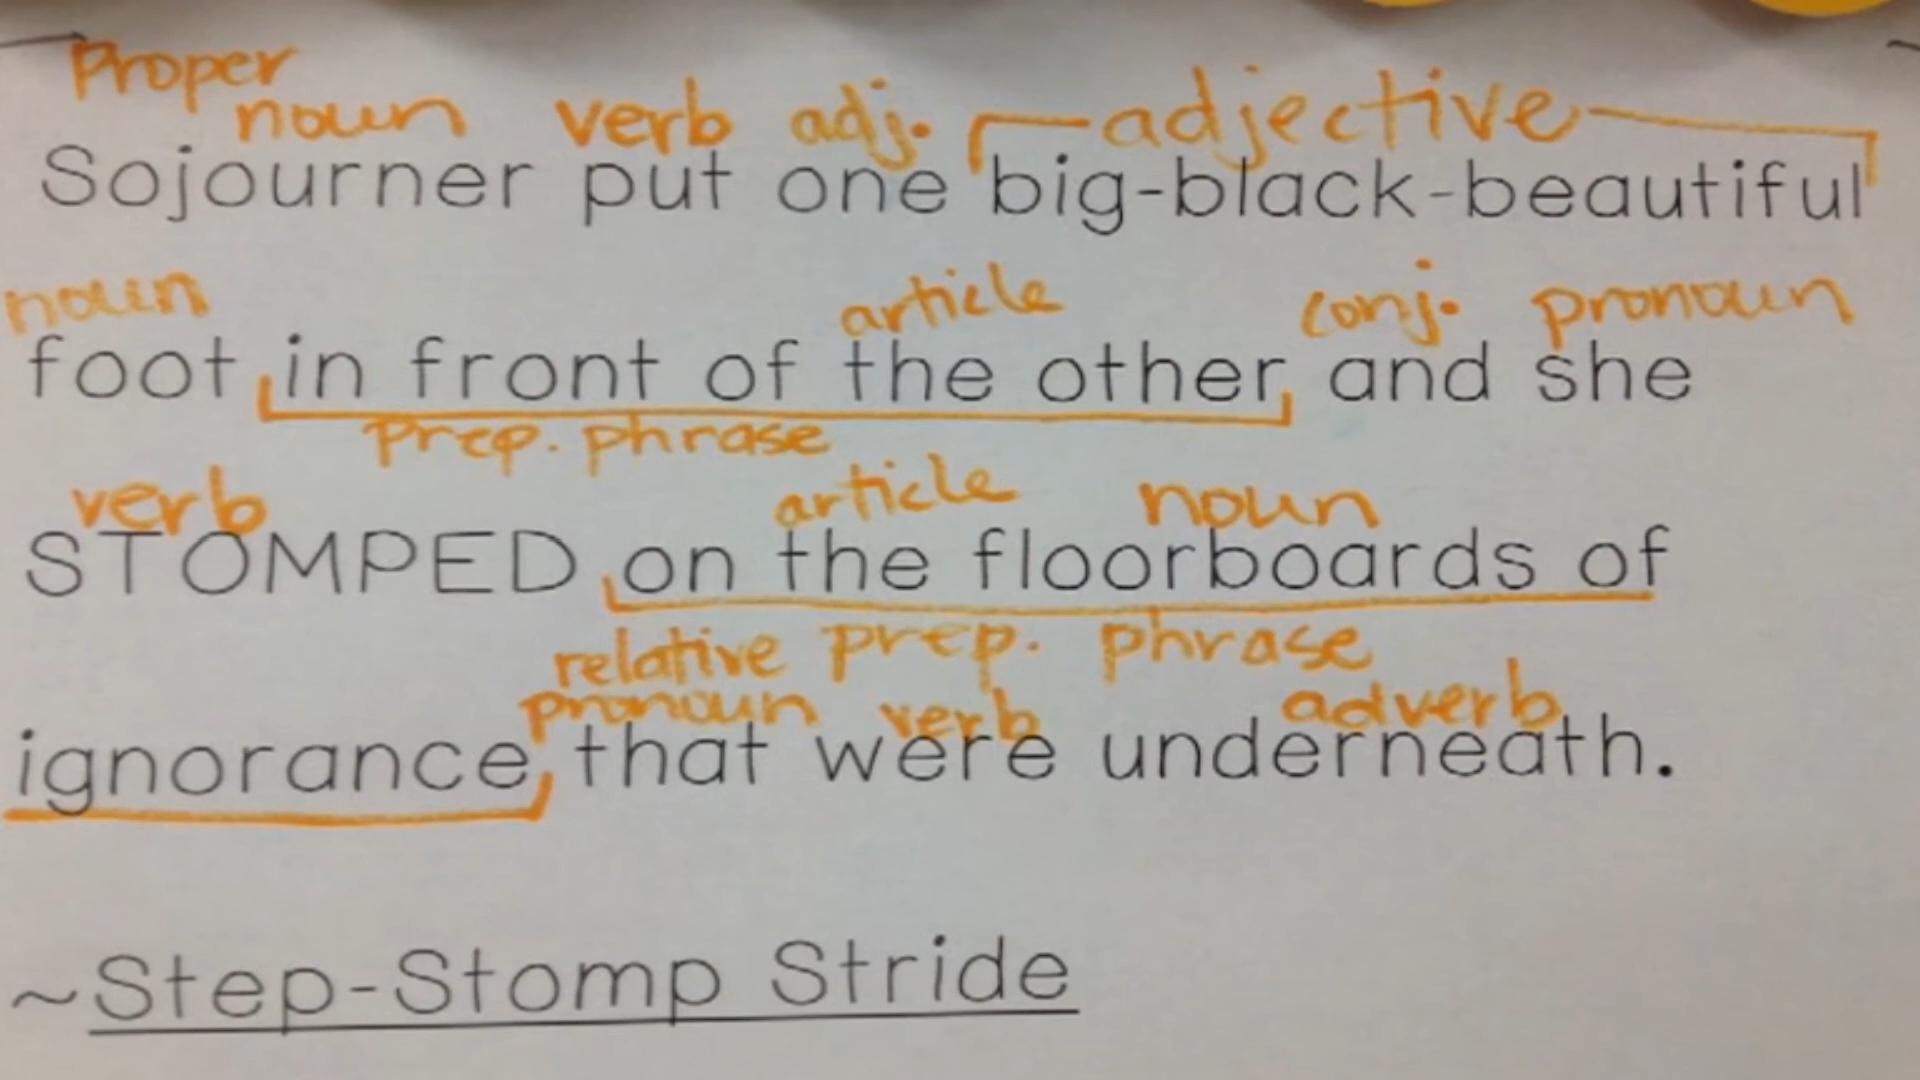 Proper
noun verb adj. adjective
Sojourner put one big-black-beautiful
noun article conj. pronoun
foot in front of the other and she
prep. phrase
verb article noun
STOMPED on the floorboards of
relative prep. phrase
pronoun verb adverb
ignorance that were underneath.
~Step-Stomp Stride